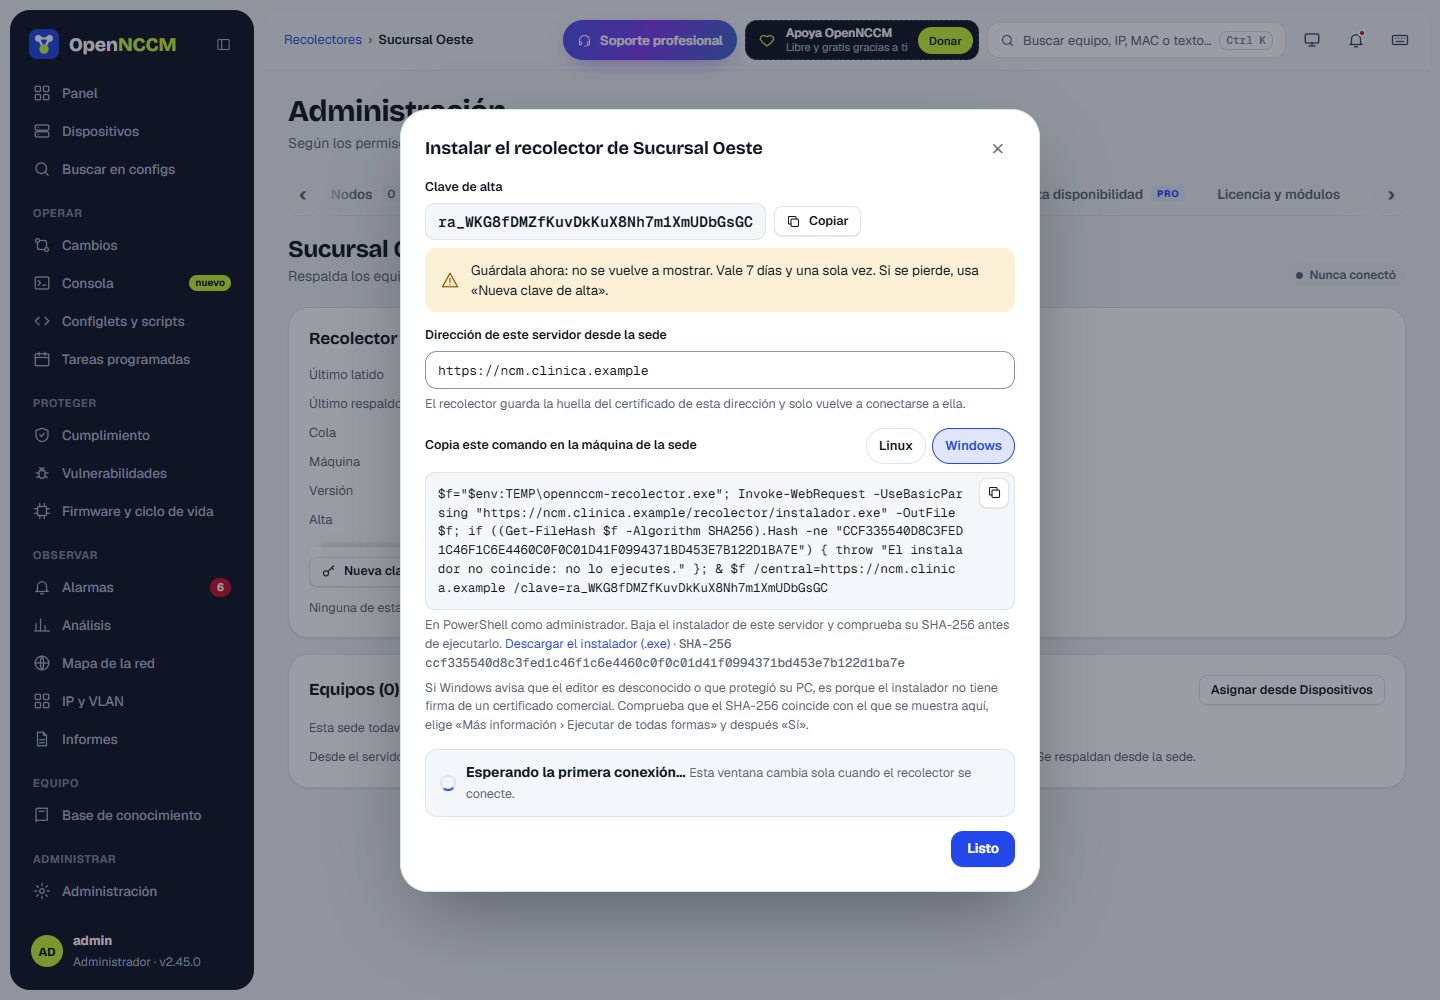 OpenNCCM
Panel
Dispositivos
Buscar en configs
OPERAR
Cambios
Consola nuevo
Configlets y scripts
Tareas programadas
PROTEGER
Cumplimiento
Vulnerabilidades
Firmware y ciclo de vida
OBSERVAR
Alarmas 6
Análisis
Mapa de la red
IP y VLAN
Informes
EQUIPO
Base de conocimiento
ADMINISTRAR
Administración
AD
admin
Administrador · v2.45.0
Recolectores › Sucursal Oeste
Soporte profesional
Apoya OpenNCCM
Libre y gratis gracias a ti
Donar
Buscar equipo, IP, MAC o texto... Ctrl K
Administración
Según los permis
‹ Nodos 0
ta disponibilidad PRO Licencia y módulos ›
Sucursal
Respalda los equi
Nunca conectó
Recolector
Último latido
Último respaldo
Cola
Máquina
Versión
Alta
Nueva cla
Ninguna de esta
Equipos (0)
Asignar desde Dispositivos
Esta sede todav
Desde el servido
Se respaldan desde la sede.
Instalar el recolector de Sucursal Oeste
Clave de alta
ra_WKG8fDMZfKuvDkKuX8Nh7m1XmUDbGsGC
Copiar
Guárdala ahora: no se vuelve a mostrar. Vale 7 días y una sola vez. Si se pierde, usa
«Nueva clave de alta».
Dirección de este servidor desde la sede
https://ncm.clinica.example
El recolector guarda la huella del certificado de esta dirección y solo vuelve a conectarse a ella.
Copia este comando en la máquina de la sede
Linux Windows
$f="$env:TEMP\opennccm-recolector.exe"; Invoke-WebRequest -UseBasicPar
sing "https://ncm.clinica.example/recolector/instalador.exe" -OutFile
$f; if ((Get-FileHash $f -Algorithm SHA256).Hash -ne "CCF335540D8C3FED
1C46F1C6E4460C0F0C01D41F0994371BD453E7B122D1BA7E") { throw "El instala
dor no coincide: no lo ejecutes." }; & $f /central=https://ncm.clinic
a.example /clave=ra_WKG8fDMZfKuvDkKuX8Nh7m1XmUDbGsGC
En PowerShell como administrador. Baja el instalador de este servidor y comprueba su SHA-256 antes
de ejecutarlo. Descargar el instalador (.exe) · SHA-256
ccf335540d8c3fed1c46f1c6e4460c0f0c01d41f0994371bd453e7b122d1ba7e
Si Windows avisa que el editor es desconocido o que protegió su PC, es porque el instalador no tiene
firma de un certificado comercial. Comprueba que el SHA-256 coincide con el que se muestra aquí,
elige «Más información › Ejecutar de todas formas» y después «Sí».
Esperando la primera conexión... Esta ventana cambia sola cuando el recolector se
conecte.
Listo